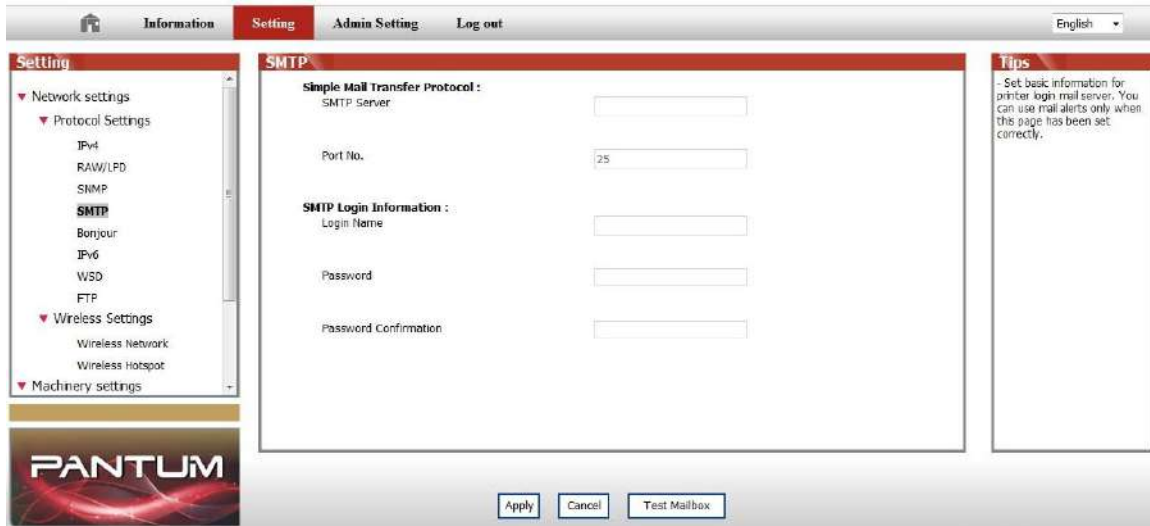 Information Setting Admin Setting Log out English
Setting
Network settings
Protocol Settings
IPv4
RAW/LPD
SNMP
SMTP
Bonjour
IPv6
WSD
FTP
Wireless Settings
Wireless Network
Wireless Hotspot
Machinery settings
PANTUM
SMTP
Simple Mail Transfer Protocol :
SMTP Server
Port No. 25
SMTP Login Information :
Login Name
Password
Password Confirmation
Apply Cancel Test Mailbox
Tips
- Set basic information for
printer login mail server. You
can use mail alerts only when
this page has been set
correctly.